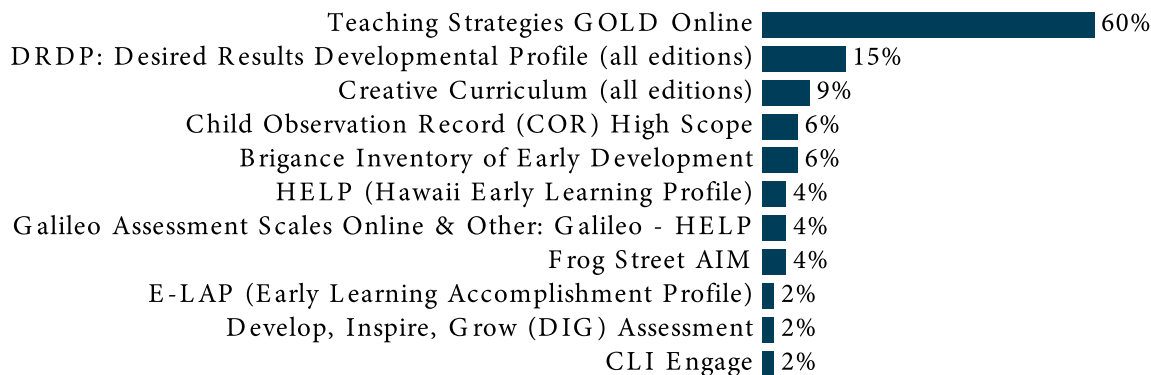 Teaching Strategies GOLD Online 60%
DRDP: Desired Results Developmental Profile (all editions) 15%
Creative Curriculum (all editions) 9%
Child Observation Record (COR) High Scope 6%
Brigance Inventory of Early Development 6%
HELP (Hawaii Early Learning Profile) 4%
Galileo Assessment Scales Online & Other: Galileo - HELP 4%
Frog Street AIM 4%
E-LAP (Early Learning Accomplishment Profile) 2%
Develop, Inspire, Grow (DIG) Assessment 2%
CLI Engage 2%